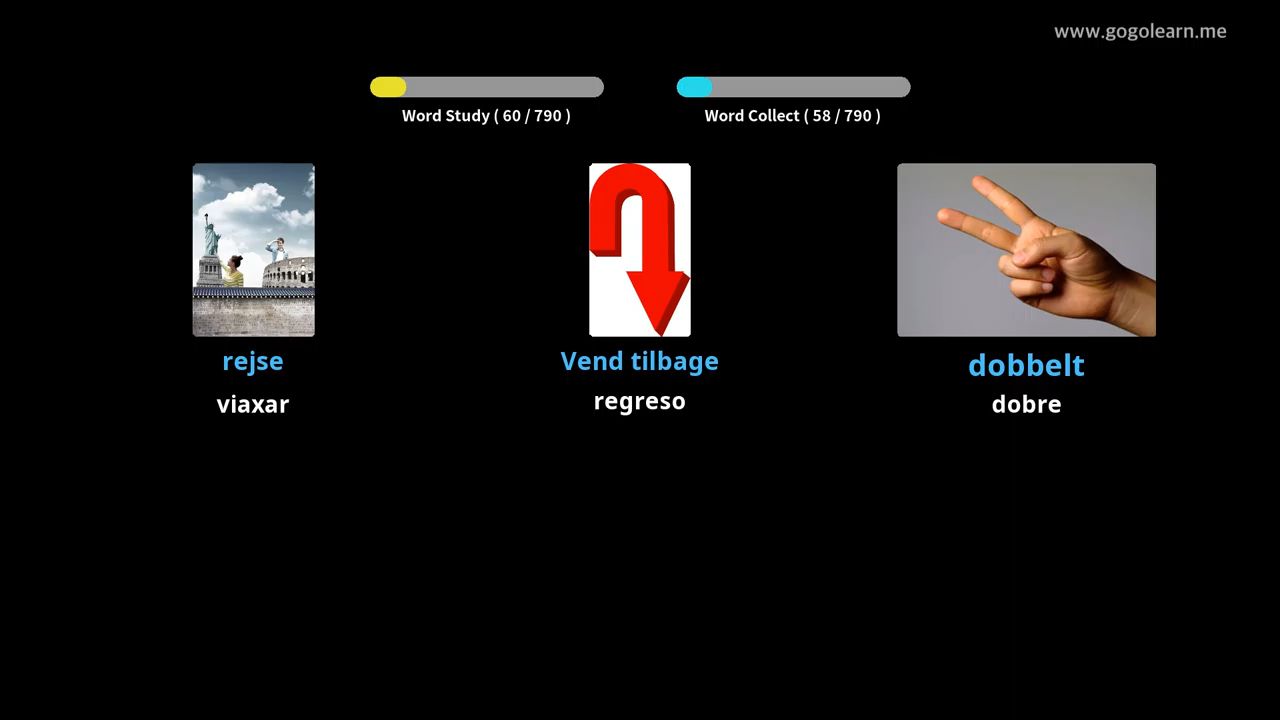 www.gogolearn.me
Word Study ( 60 / 790 )
Word Collect ( 58 / 790 )
rejse
Vend tilbage
dobbelt
viaxar
regreso
dobre